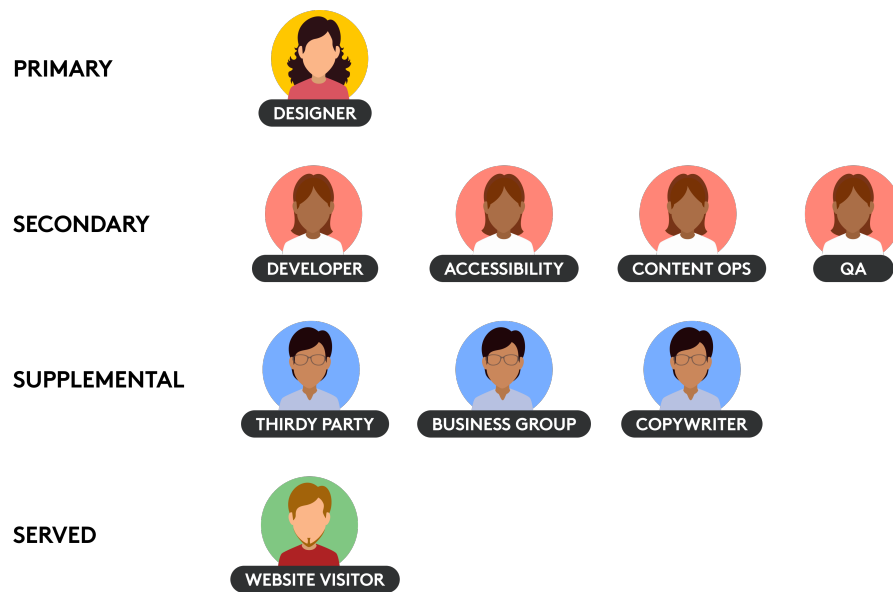 PRIMARY
DESIGNER
SECONDARY
DEVELOPER
ACCESSIBILITY
CONTENT OPS
QA
SUPPLEMENTAL
THIRDY PARTY
BUSINESS GROUP
COPYWRITER
SERVED
WEBSITE VISITOR